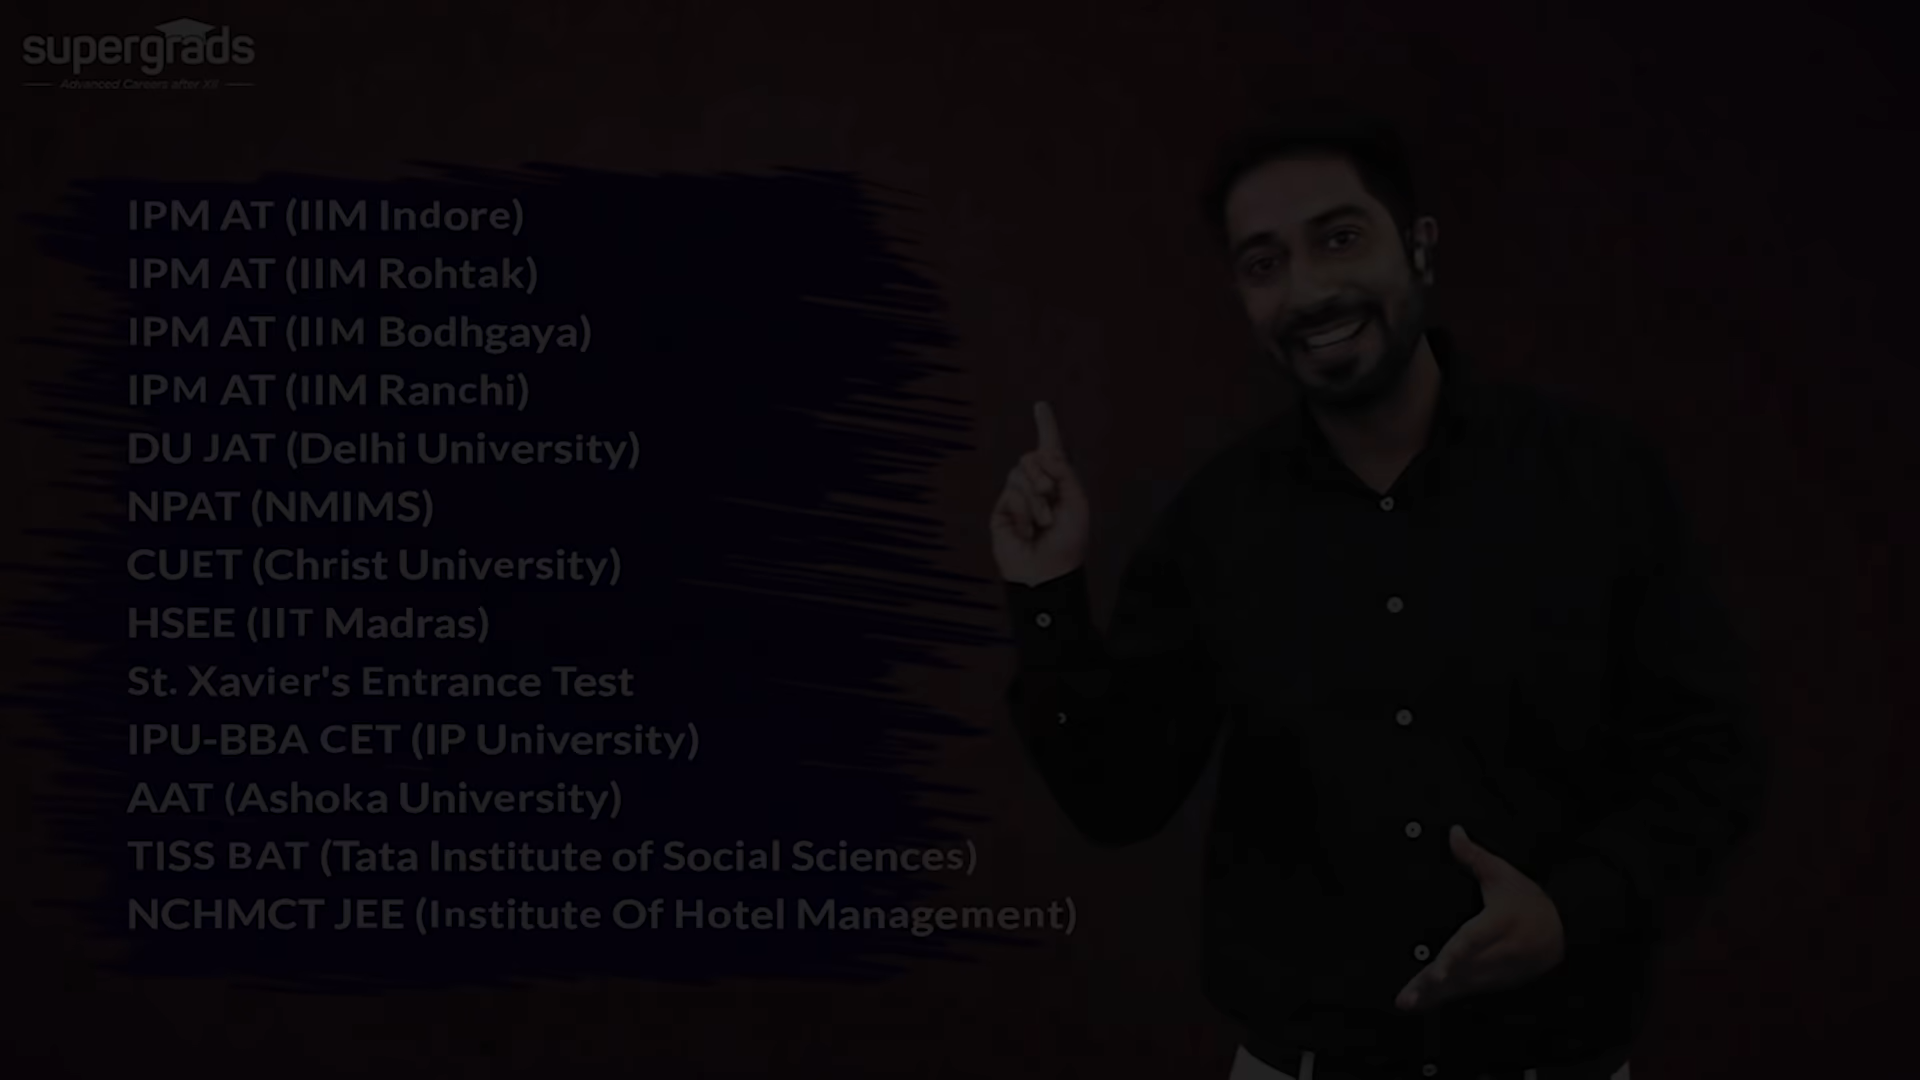 supergrads
Advanced Careers after XII
IPM AT (IIM Indore)
IPM AT (IIM Rohtak)
IPM AT (IIM Bodhgaya)
IPM AT (IIM Ranchi)
DU JAT (Delhi University)
NPAT (NMIMS)
CUET (Christ University)
HSEE (IIT Madras)
St. Xavier's Entrance Test
IPU-BBA CET (IP University)
AAT (Ashoka University)
TISS BAT (Tata Institute of Social Sciences)
NCHMCT JEE (Institute Of Hotel Management)